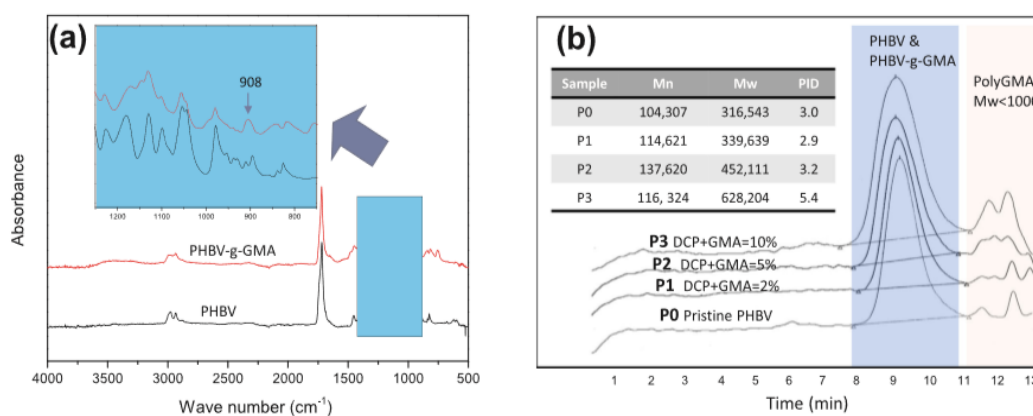 (a)
908
1200 1100 1000 900 800
PHBV-g-GMA
PHBV
Absorbance
4000 3500 3000 2500 2000 1500 1000 500
Wave number (cm⁻¹)
(b)
PHBV &
PHBV-g-GMA
PolyGMA
Mw<1000
Sample Mn Mw PID
P0 104,307 316,543 3.0
P1 114,621 339,639 2.9
P2 137,620 452,111 3.2
P3 116, 324 628,204 5.4
P3 DCP+GMA=10%
P2 DCP+GMA=5%
P1 DCP+GMA=2%
P0 Pristine PHBV
1 2 3 4 5 6 7 8 9 10 11 12 13
Time (min)